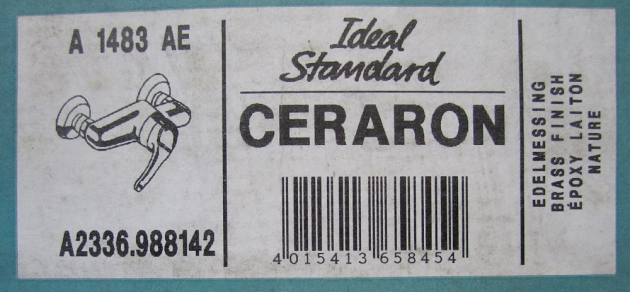 A 1483 AE
A2336.988142
Ideal
Standard
CERARON
4 015413 658454
EDELMESSING
BRASS FINISH
ÉPOXY LAITON
NATURE